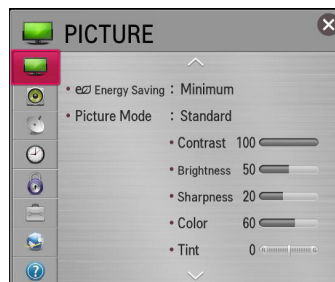 PICTURE
• Energy Saving : Minimum
• Picture Mode : Standard
• Contrast 100
• Brightness 50
• Sharpness 20
• Color 60
• Tint 0 R G